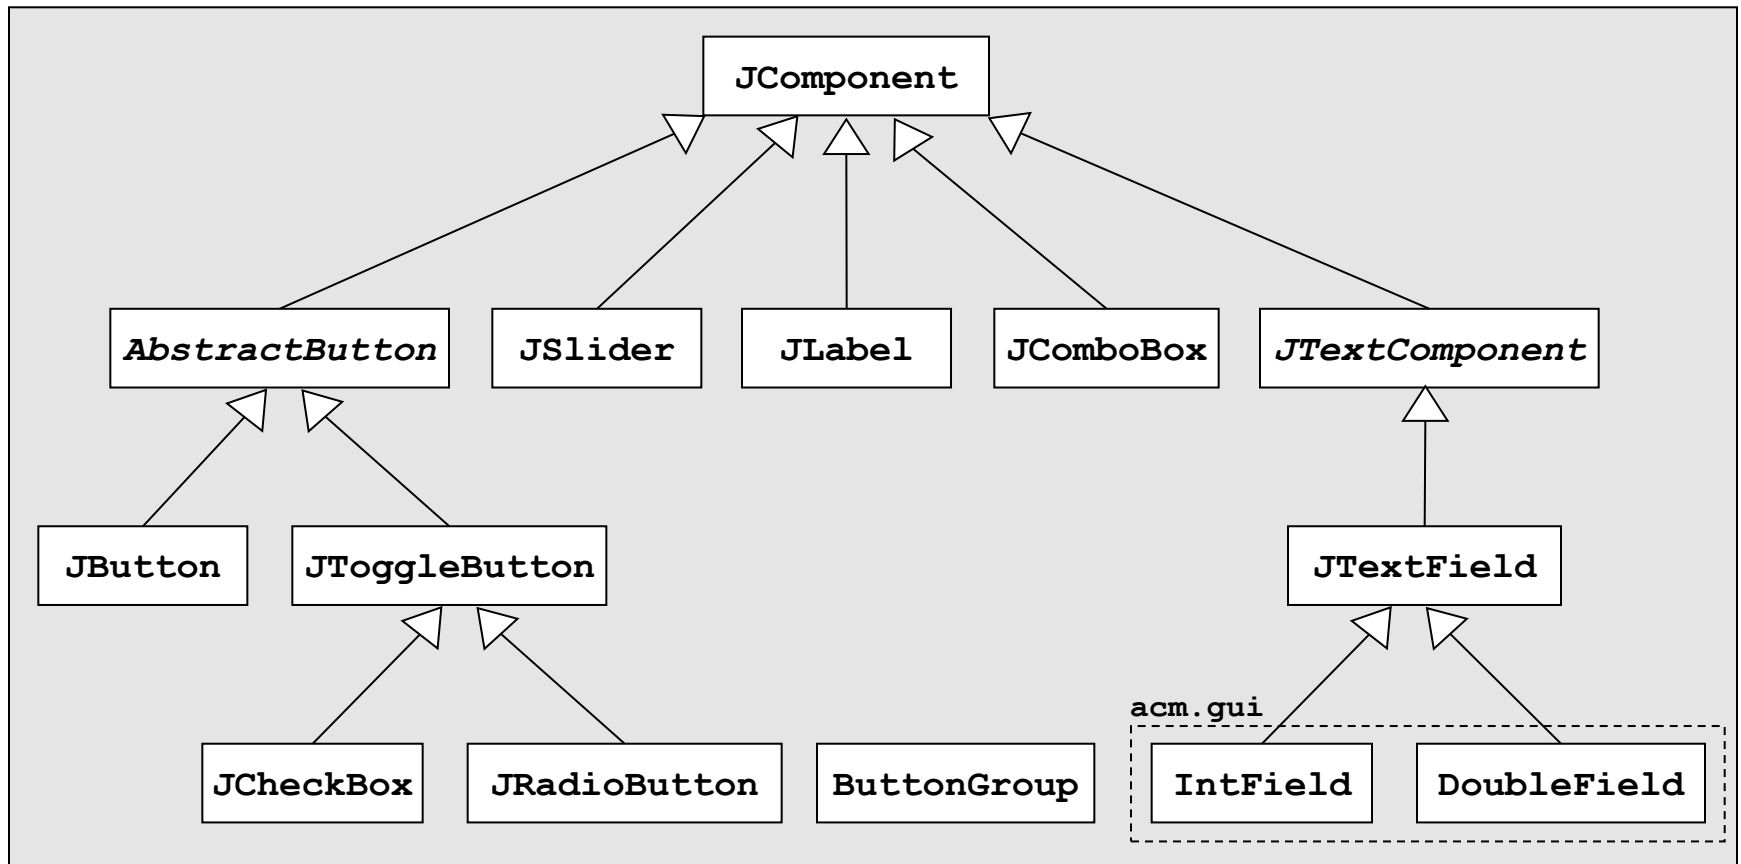 JComponent
AbstractButton
JSlider
JLabel
JComboBox
JTextComponent
JButton
JToggleButton
JTextField
acm.gui
JCheckBox
JRadioButton
ButtonGroup
IntField
DoubleField